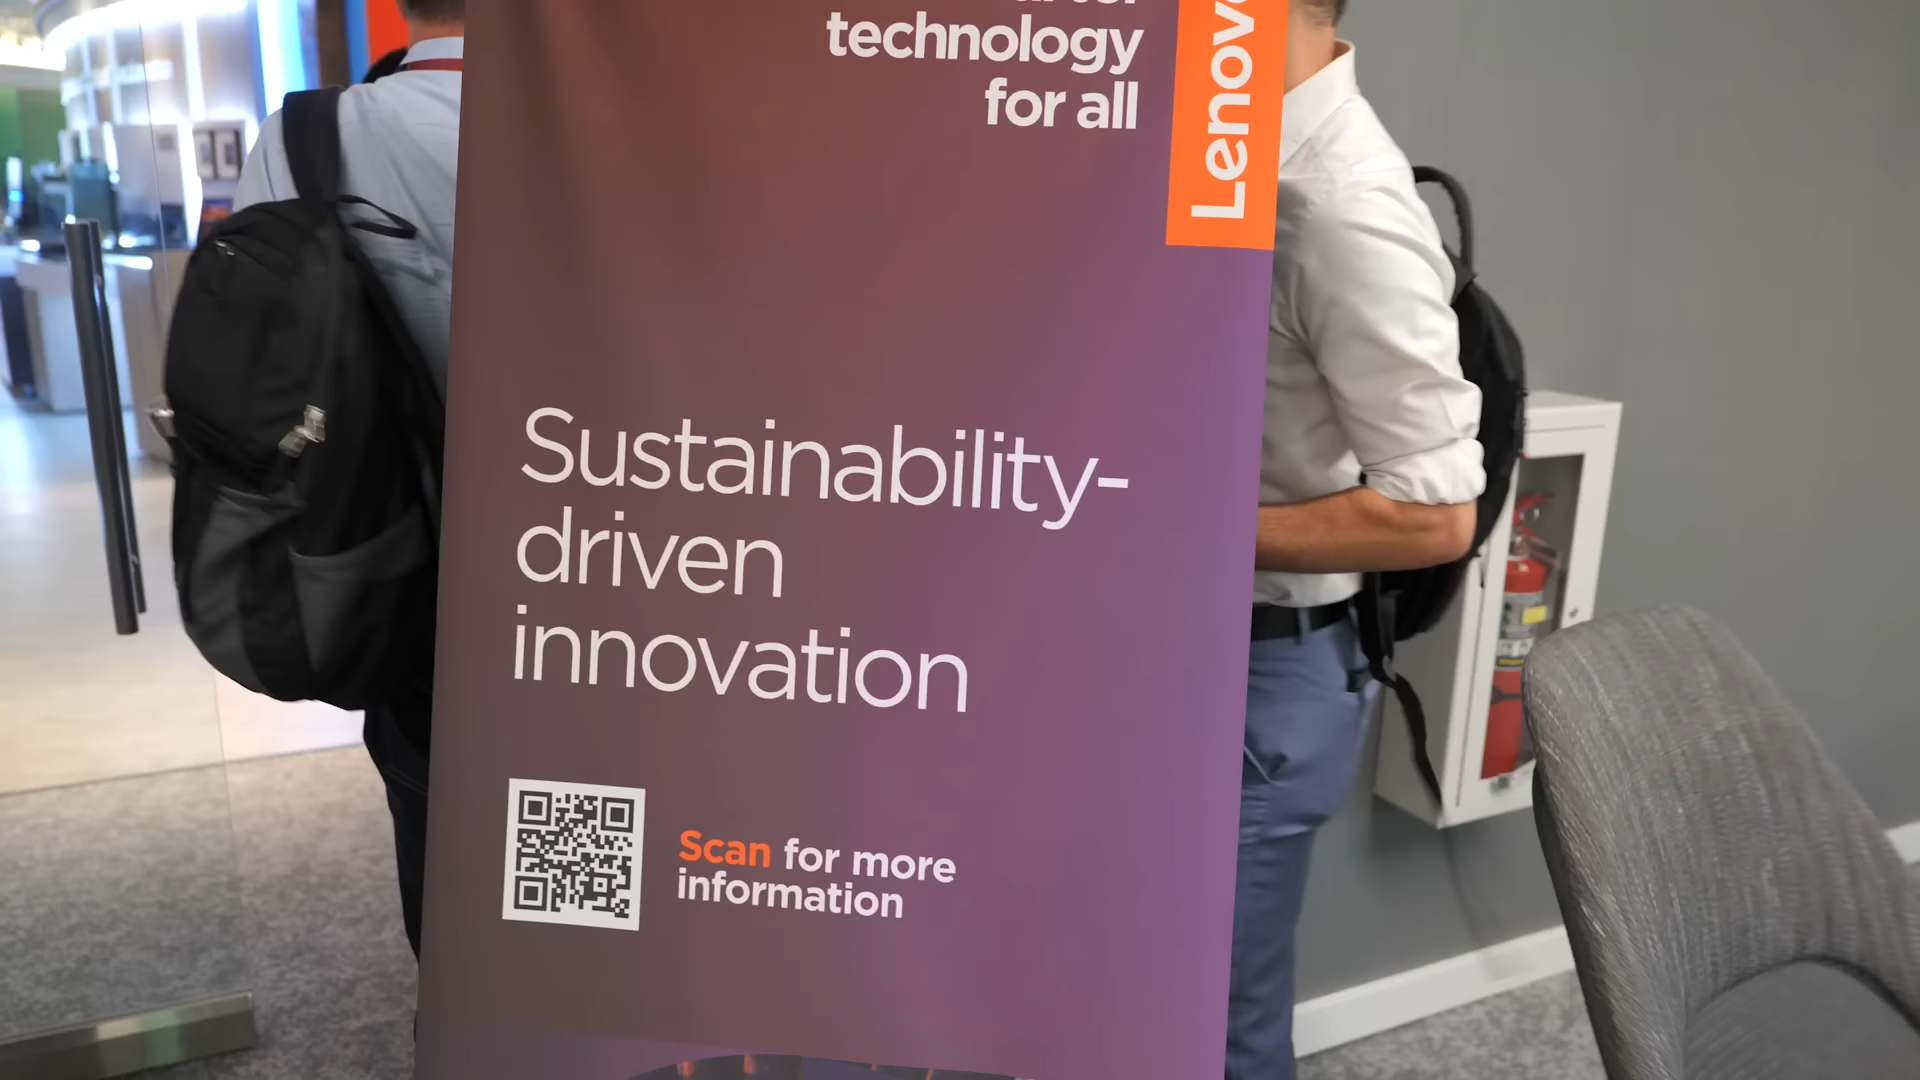 technology
for all
Lenovo
Sustainability-
driven
innovation
Scan for more
information